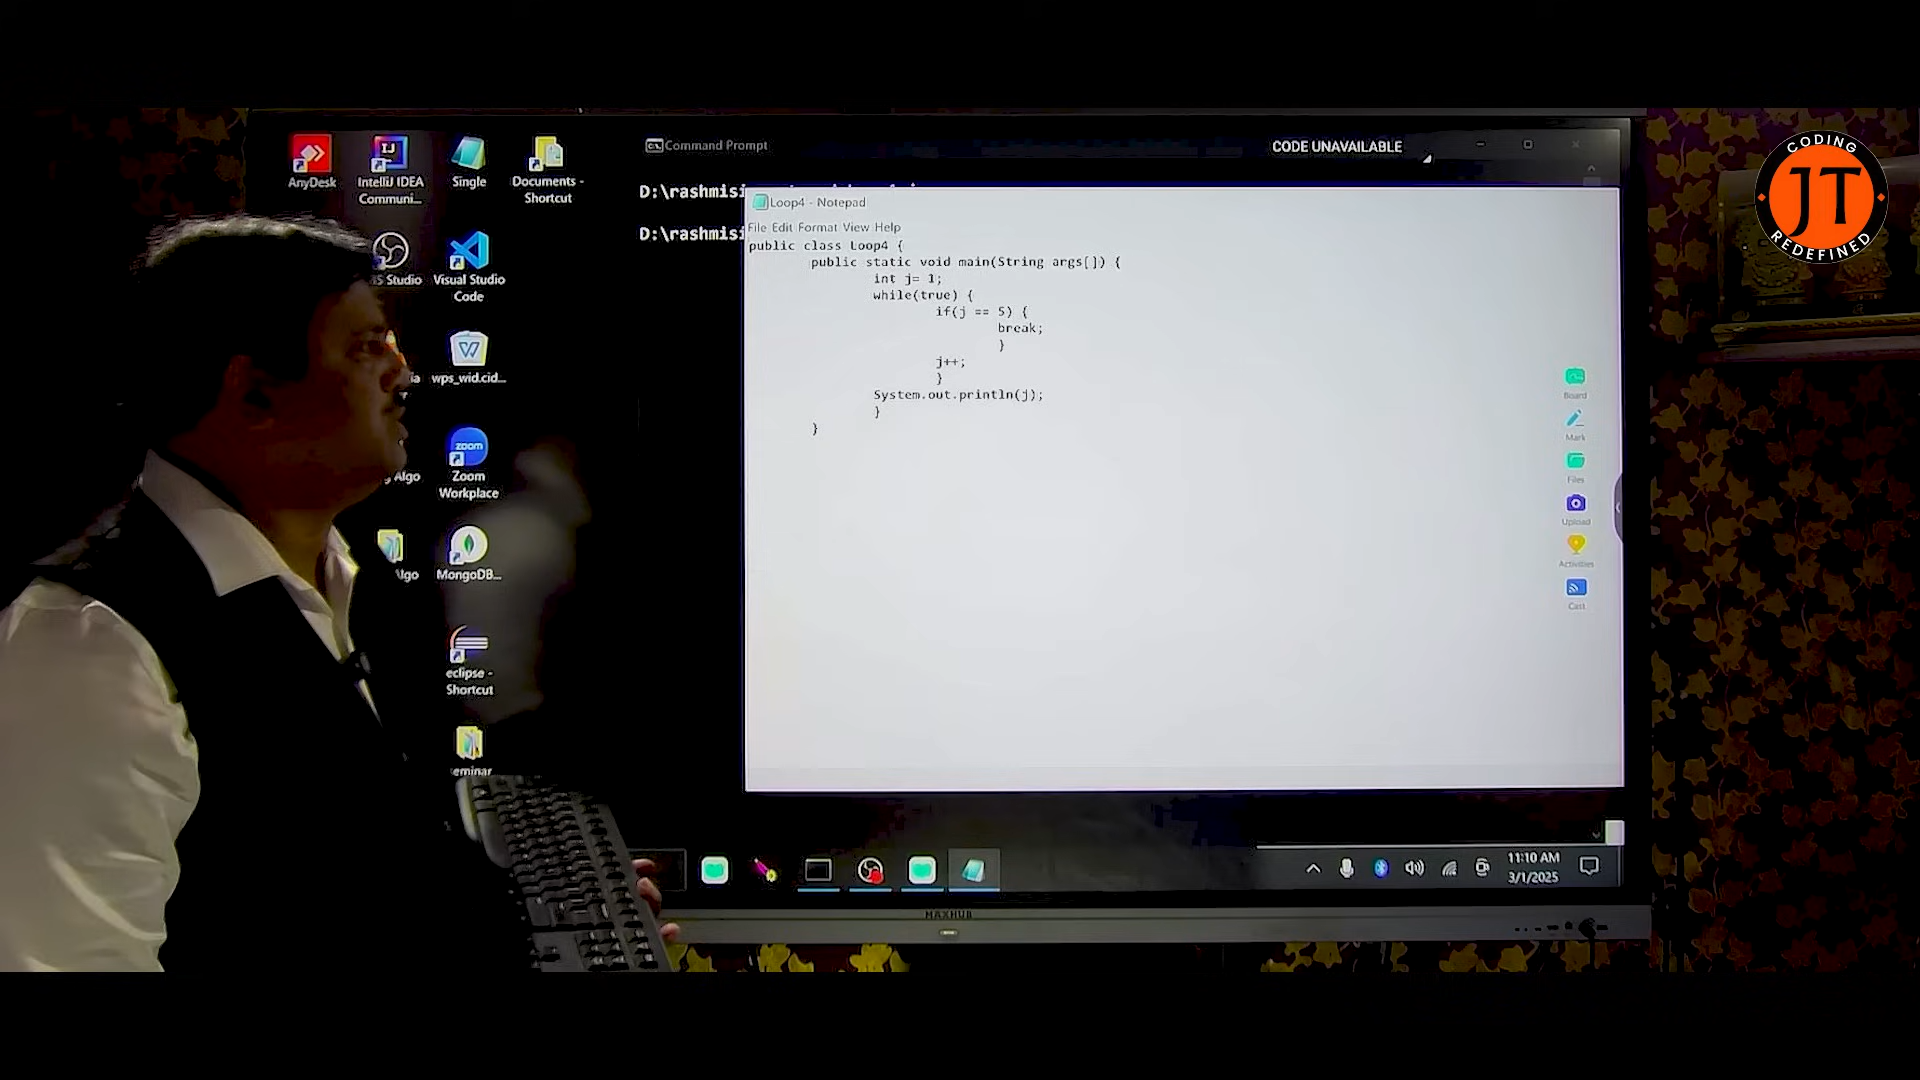 CODING
JT
REDEFINED
AnyDesk
IntelliJ IDEA
Communi...
Single
Documents -
Shortcut
Command Prompt
CODE UNAVAILABLE
D:\rashmisi
D:\rashmisi
Loop4 - Notepad
File Edit Format View Help
public class Loop4 {
public static void main(String args[]) {
int j= 1;
while(true) {
if(j == 5) {
break;
}
j++;
}
System.out.println(j);
}
}
Studio
Visual Studio
Code
wps_wid.cid...
zoom
Zoom
Workplace
Algo
MongoDB...
Algo
eclipse -
Shortcut
eminar
Board
Mark
Files
Upload
Activities
Cast
11:10 AM
3/1/2025
MAXHUB